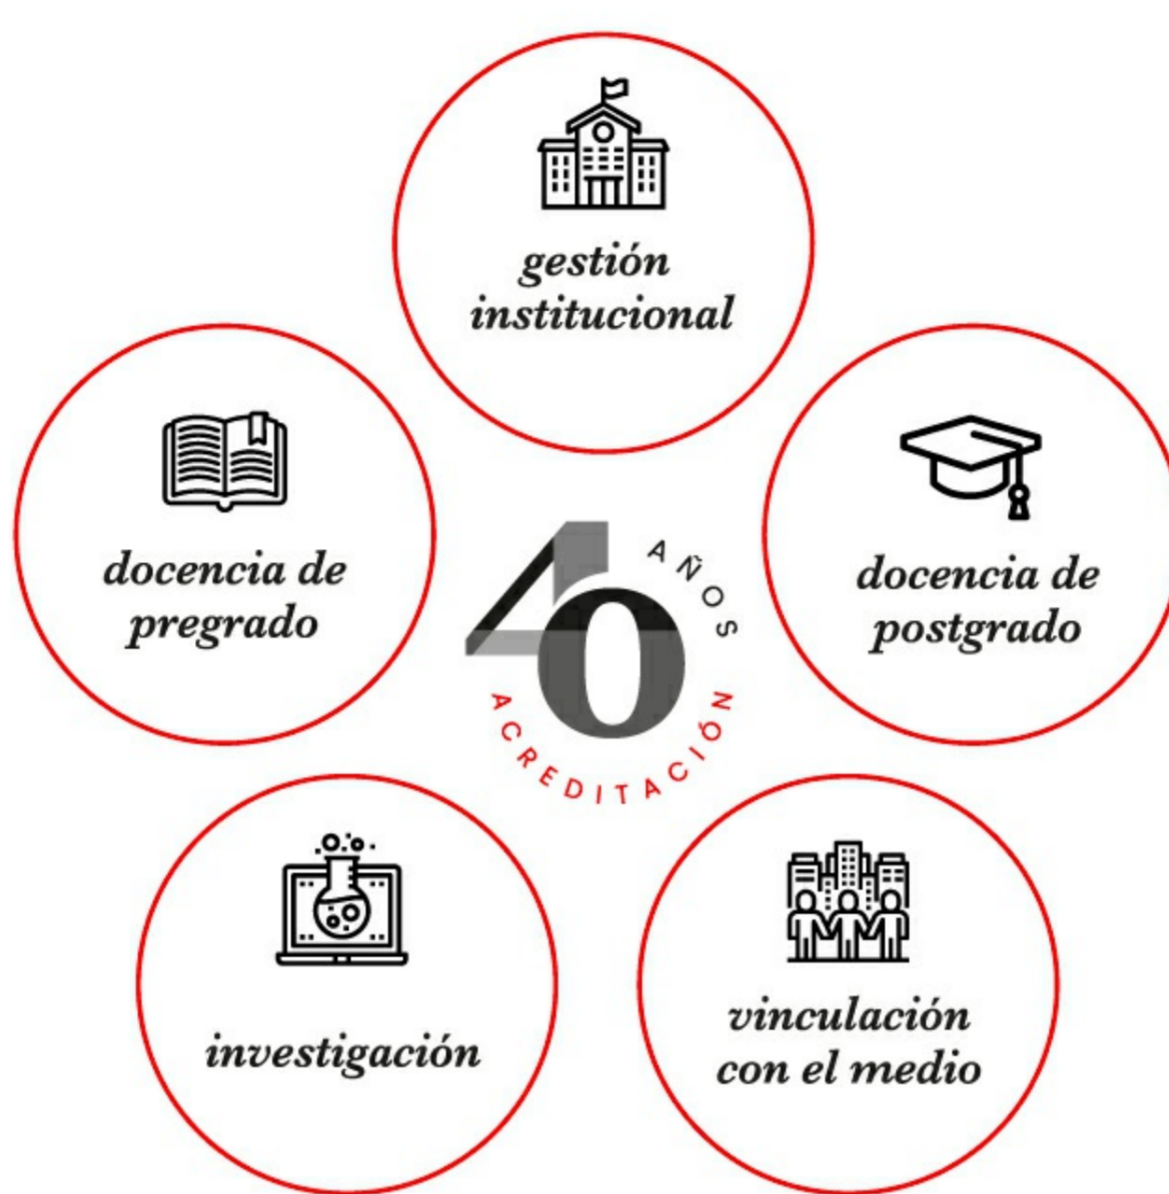 gestión
institucional
docencia de
pregrado
docencia de
postgrado
40
AÑOS
ACREDITACIÓN
investigación
vinculación
con el medio